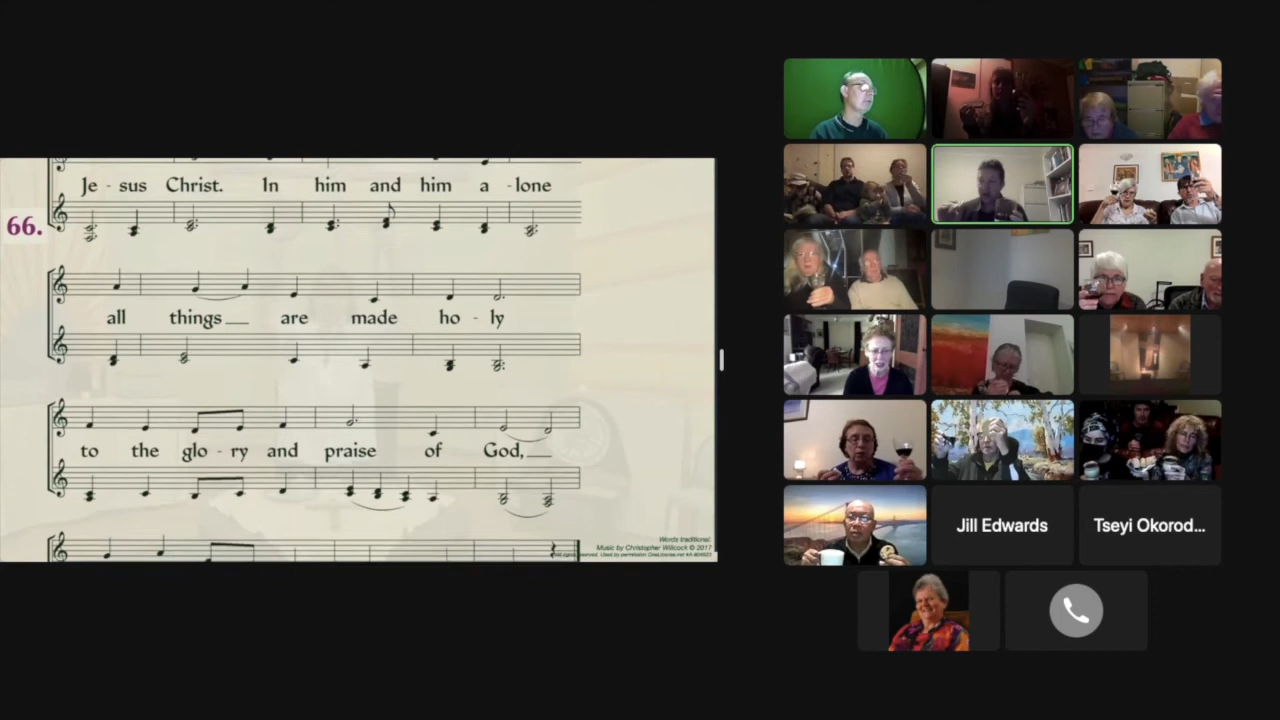 Je - sus Christ. In him and him a - lone
66.
all things are made ho - ly
to the glo - ry and praise of God,
Words traditional.
Music by Christopher Willcock © 2017
Jill Edwards
Tseyi Okorod...